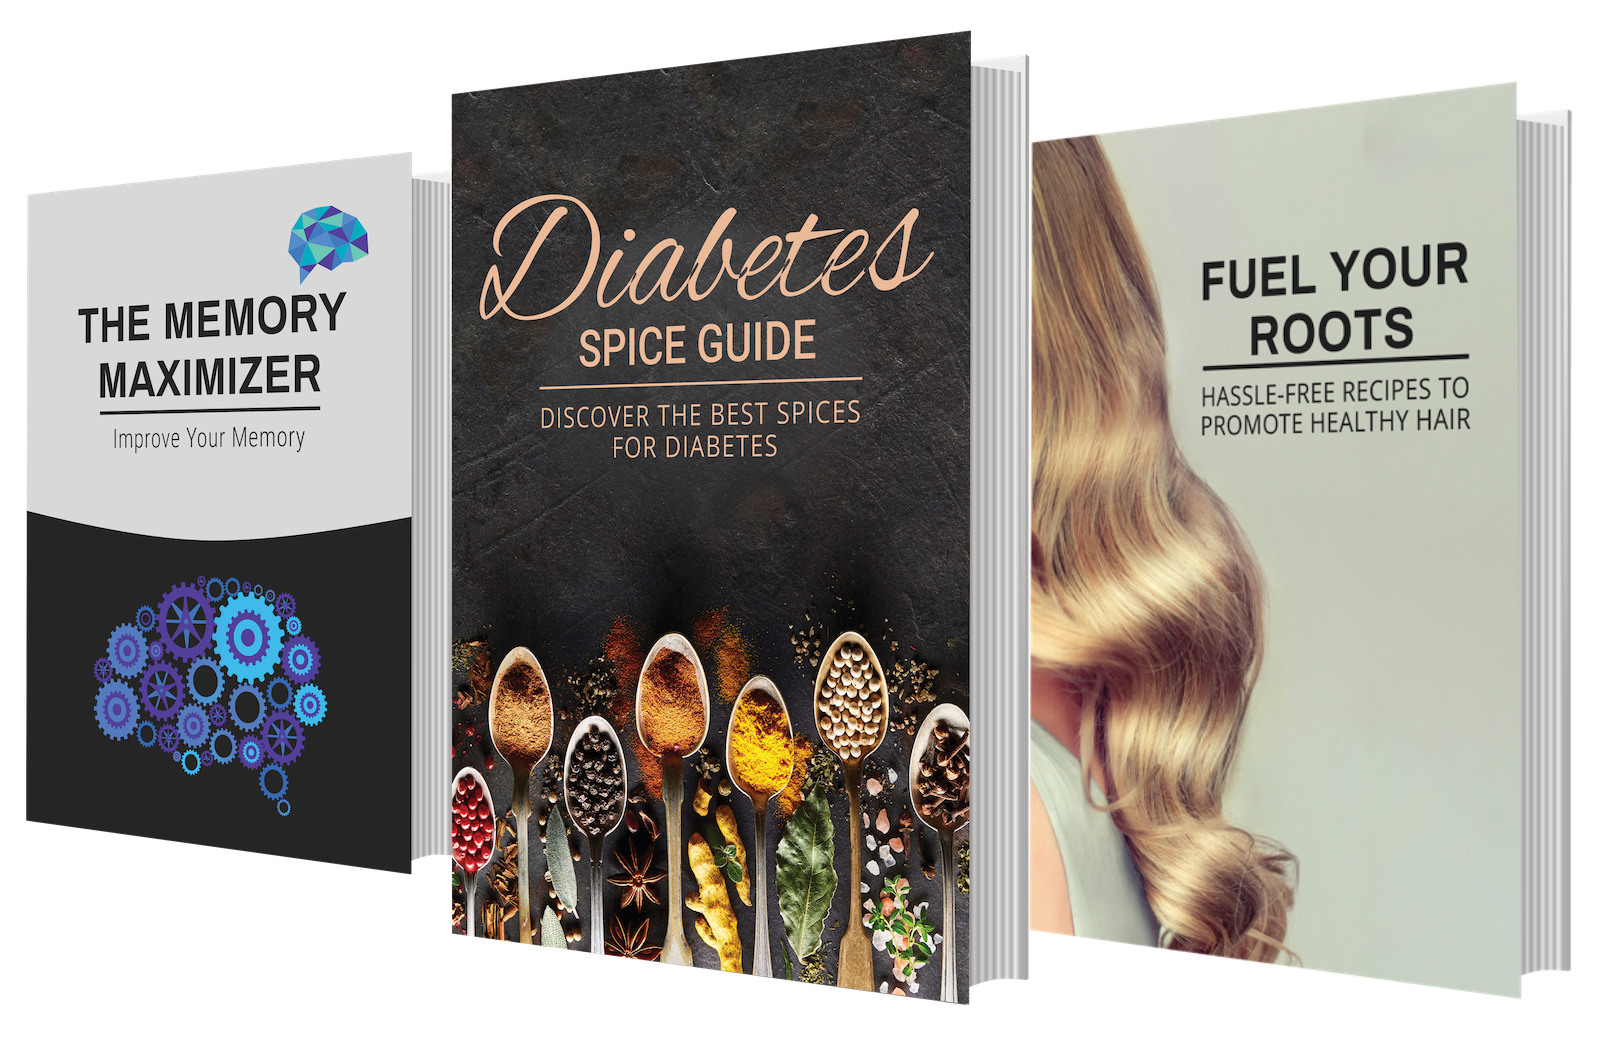 THE MEMORY
MAXIMIZER
Improve Your Memory
Diabetes
SPICE GUIDE
DISCOVER THE BEST SPICES
FOR DIABETES
FUEL YOUR
ROOTS
HASSLE-FREE RECIPES TO
PROMOTE HEALTHY HAIR